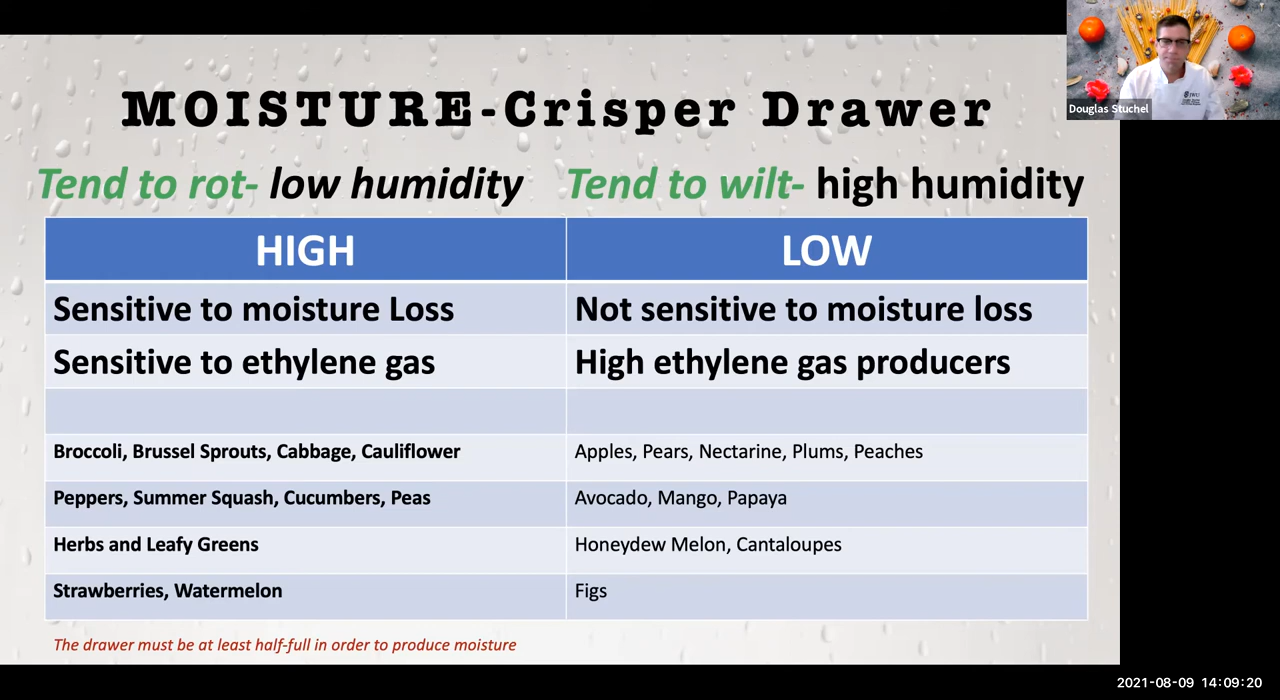 MOISTURE-Crisper Drawer
Tend to rot- low humidity
Tend to wilt- high humidity
HIGH
LOW
Sensitive to moisture Loss
Not sensitive to moisture loss
Sensitive to ethylene gas
High ethylene gas producers
Broccoli, Brussel Sprouts, Cabbage, Cauliflower
Apples, Pears, Nectarine, Plums, Peaches
Peppers, Summer Squash, Cucumbers, Peas
Avocado, Mango, Papaya
Herbs and Leafy Greens
Honeydew Melon, Cantaloupes
Strawberries, Watermelon
Figs
The drawer must be at least half-full in order to produce moisture
Douglas Stuchel
JWU
2021-08-09 14:09:20